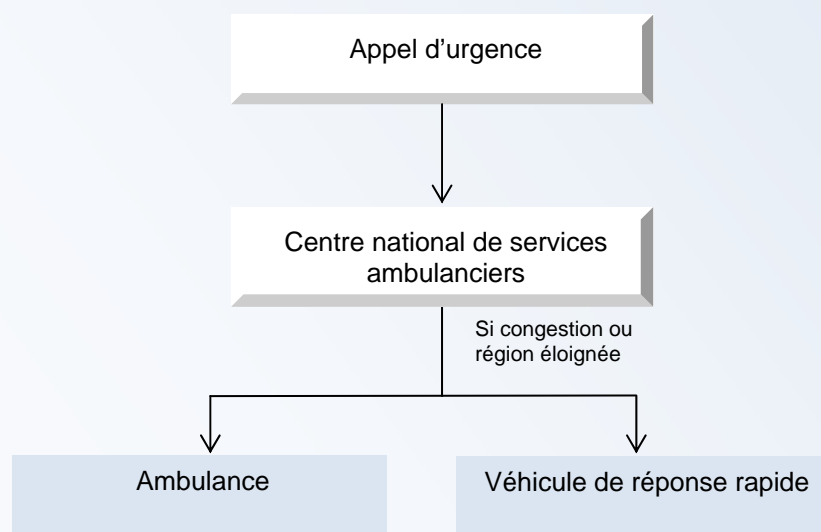 Appel d’urgence
Centre national de services
ambulanciers
Si congestion ou
région éloignée
Ambulance
Véhicule de réponse rapide